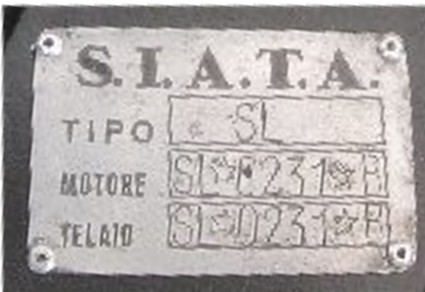 S.I.A.T.A.
TIPO SL
MOTORE SL☆0231☆R
TELAIO SL☆0231☆R